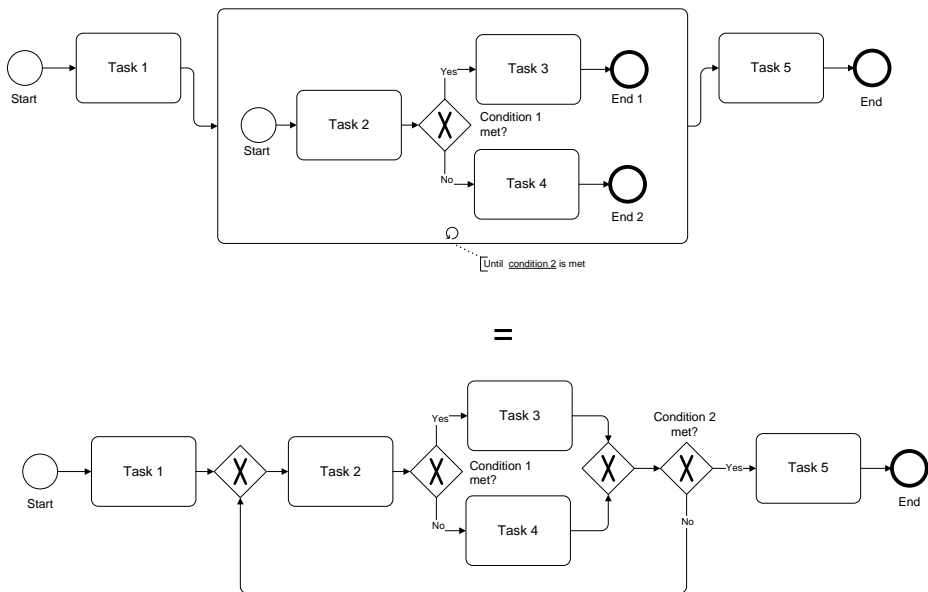 Start
Task 1
Start
Task 2
Yes
Task 3
End 1
Condition 1
met?
No
Task 4
End 2
Until condition 2 is met
Task 5
End
=
Start
Task 1
Task 2
Yes
Task 3
Condition 1
met?
No
Task 4
Condition 2
met?
Yes
Task 5
End
No